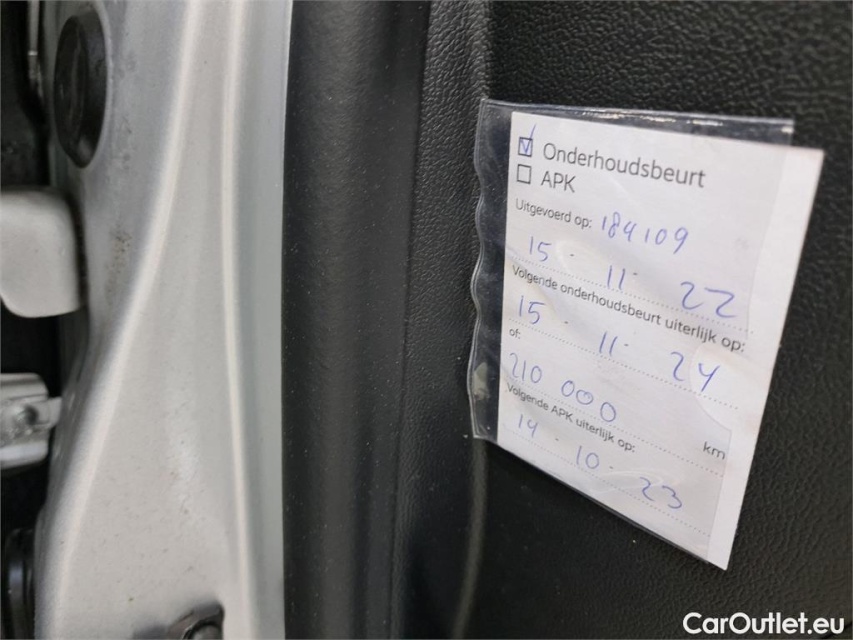 Onderhoudsbeurt
APK
Uitgevoerd op: 184109
15 - 11 - 22
Volgende onderhoudsbeurt uiterlijk op:
15 - 11 - 24
of:
210 000 km
Volgende APK uiterlijk op:
14 - 10 - 23
CarOutlet.eu